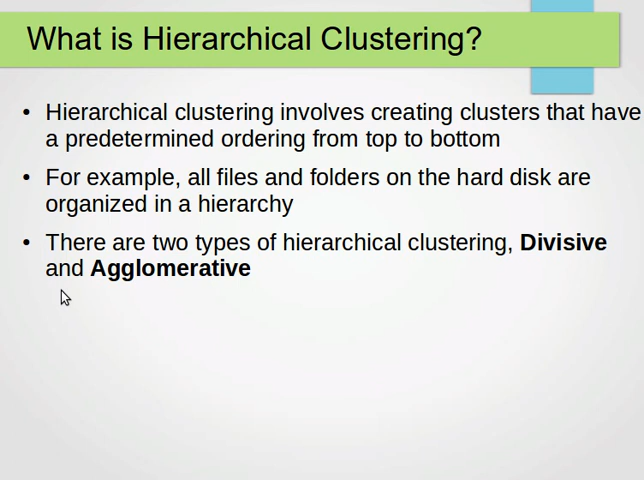 What is Hierarchical Clustering?
• Hierarchical clustering involves creating clusters that have
a predetermined ordering from top to bottom
• For example, all files and folders on the hard disk are
organized in a hierarchy
• There are two types of hierarchical clustering, Divisive
and Agglomerative